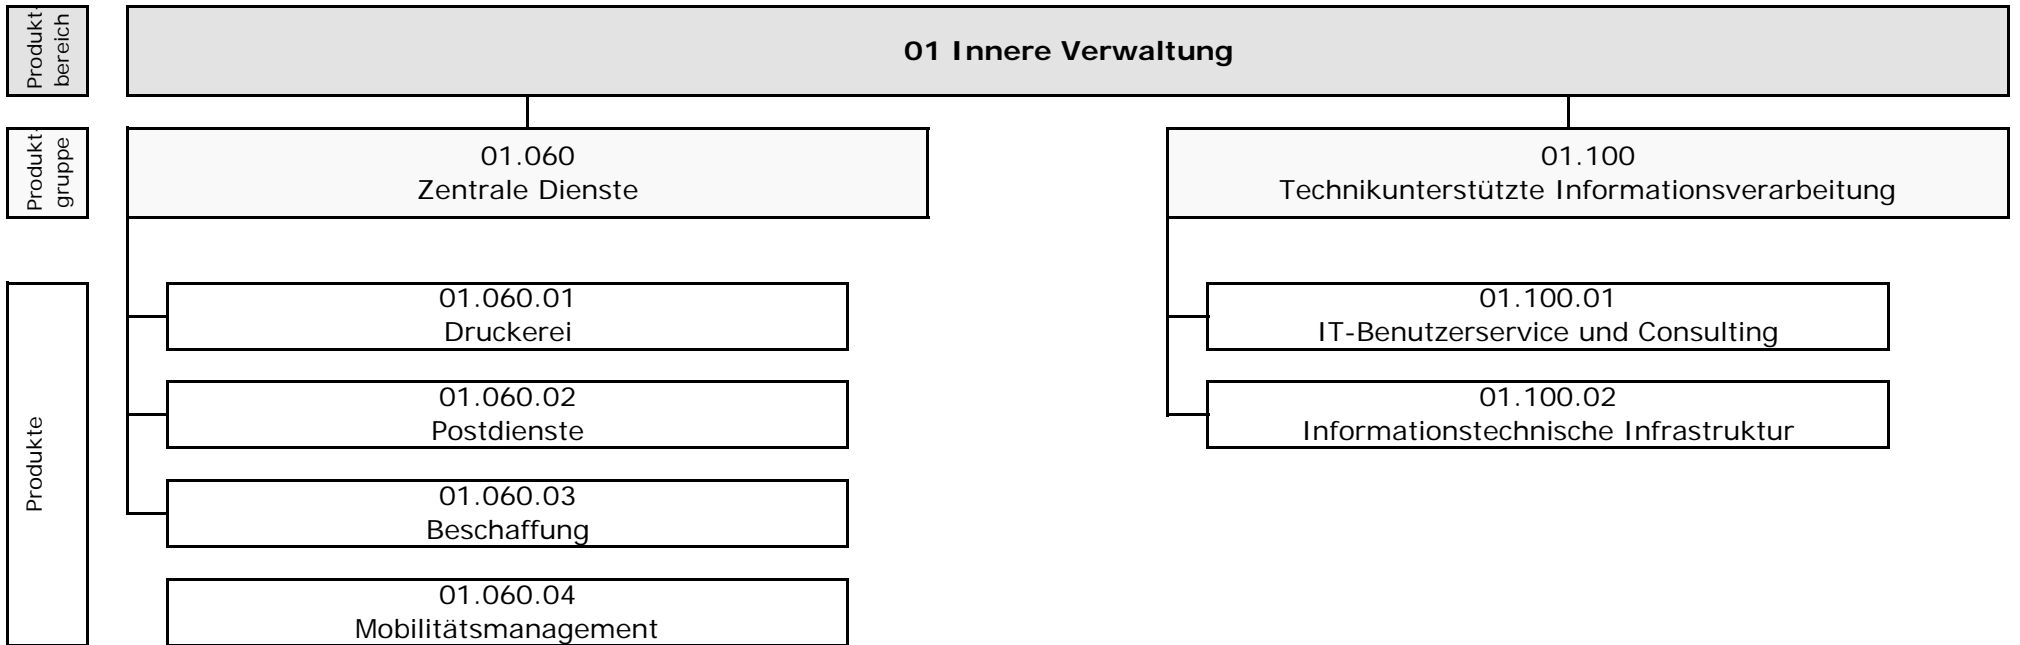 Produkt-
bereich
01 Innere Verwaltung
Produkt-
gruppe
01.060
Zentrale Dienste
01.100
Technikunterstützte Informationsverarbeitung
Produkte
01.060.01
Druckerei
01.100.01
IT-Benutzerservice und Consulting
01.060.02
Postdienste
01.100.02
Informationstechnische Infrastruktur
01.060.03
Beschaffung
01.060.04
Mobilitätsmanagement